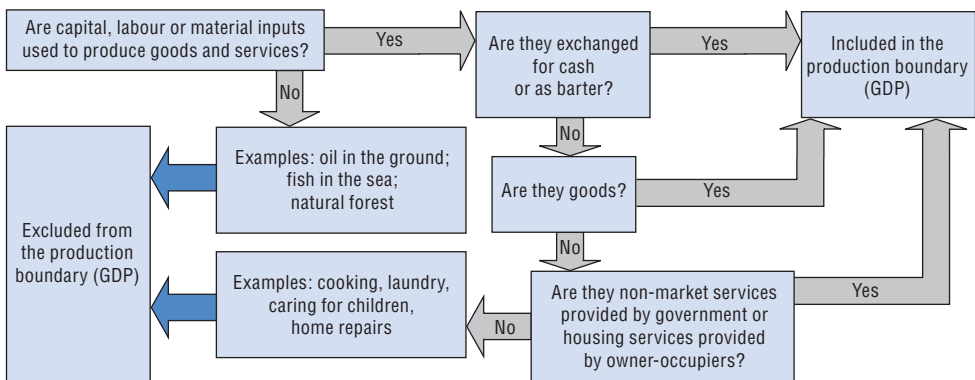 Are capital, labour or material inputs
used to produce goods and services?
Yes
Are they exchanged
for cash
or as barter?
Yes
Included in the
production boundary
(GDP)
No
Examples: oil in the ground;
fish in the sea;
natural forest
No
Are they goods?
Yes
Excluded from
the production
boundary (GDP)
No
Examples: cooking, laundry,
caring for children,
home repairs
No
Are they non-market services
provided by government or
housing services provided
by owner-occupiers?
Yes